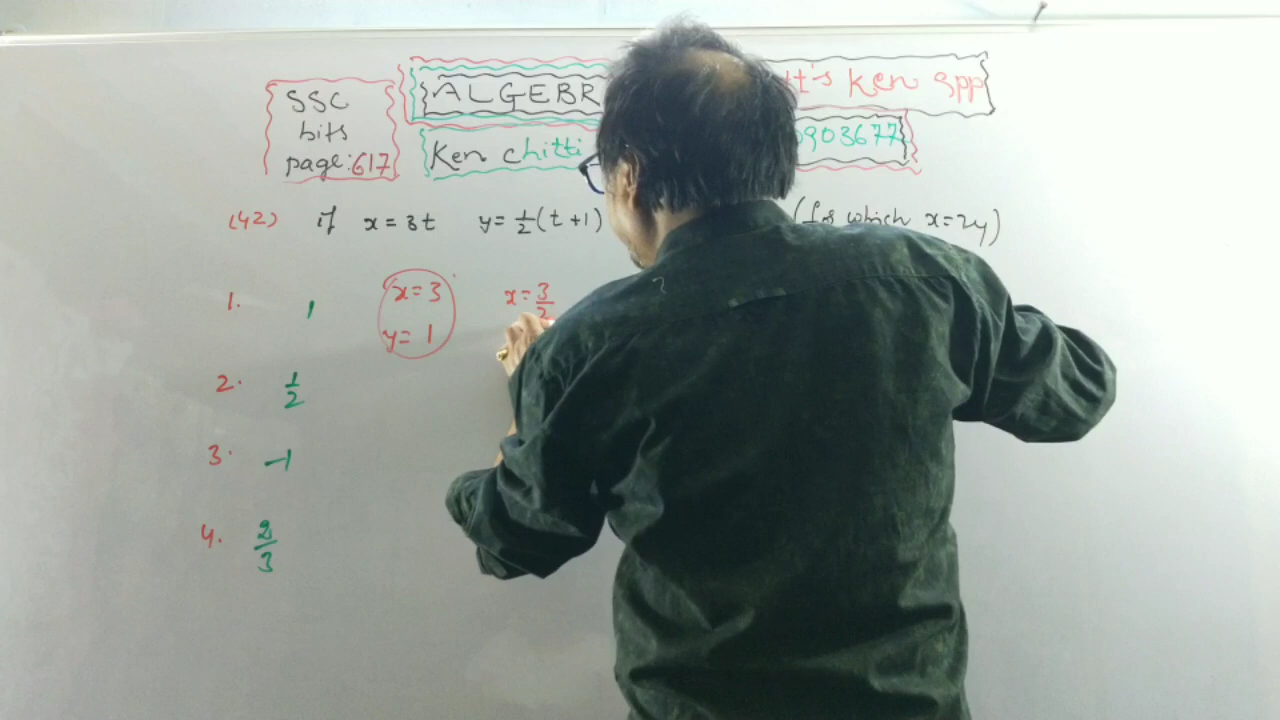 SSC
bits
page:617
ALGEBR
tt's Ken app
Ken chitti
903677
(42) if x=3t y=½(t+1) (for which x=2y)
1. 1
x=3
y=1
x=3/2
2. 1/2
3. -1
4. 2/3